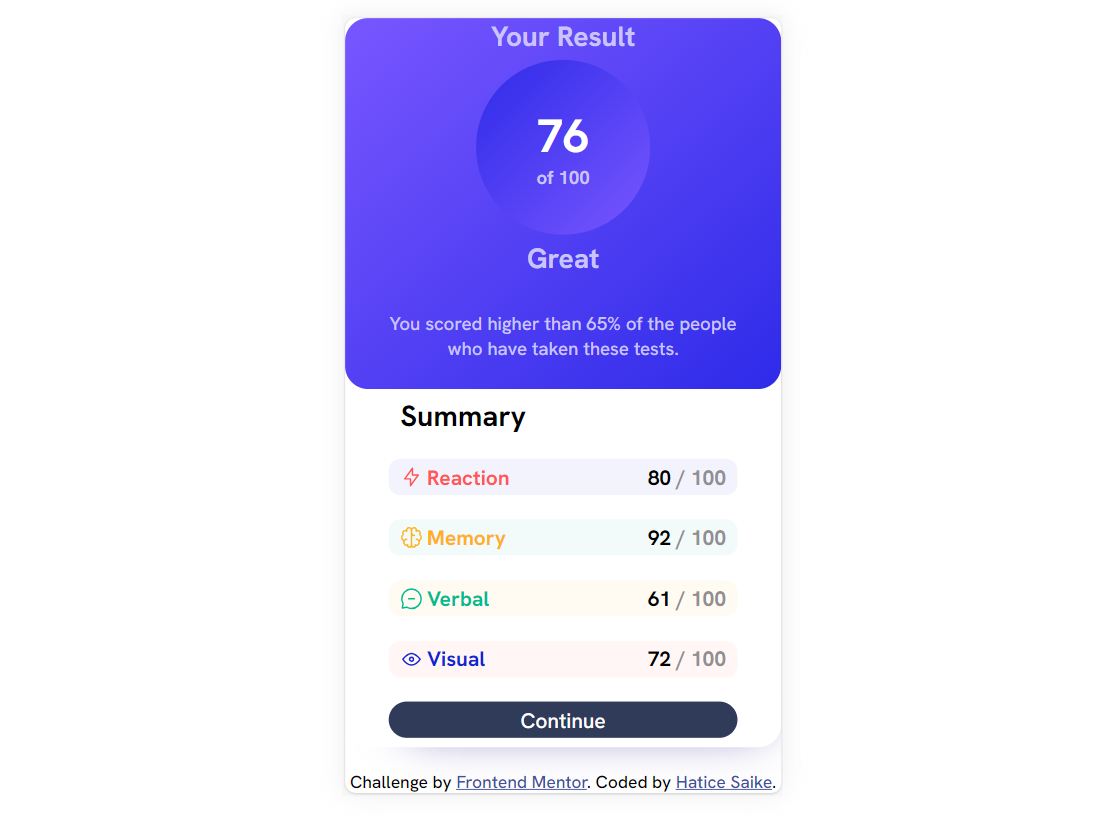 Your Result
76
of 100
Great
You scored higher than 65% of the people
who have taken these tests.
Summary
Reaction 80 / 100
Memory 92 / 100
Verbal 61 / 100
Visual 72 / 100
Continue
Challenge by Frontend Mentor. Coded by Hatice Saike.